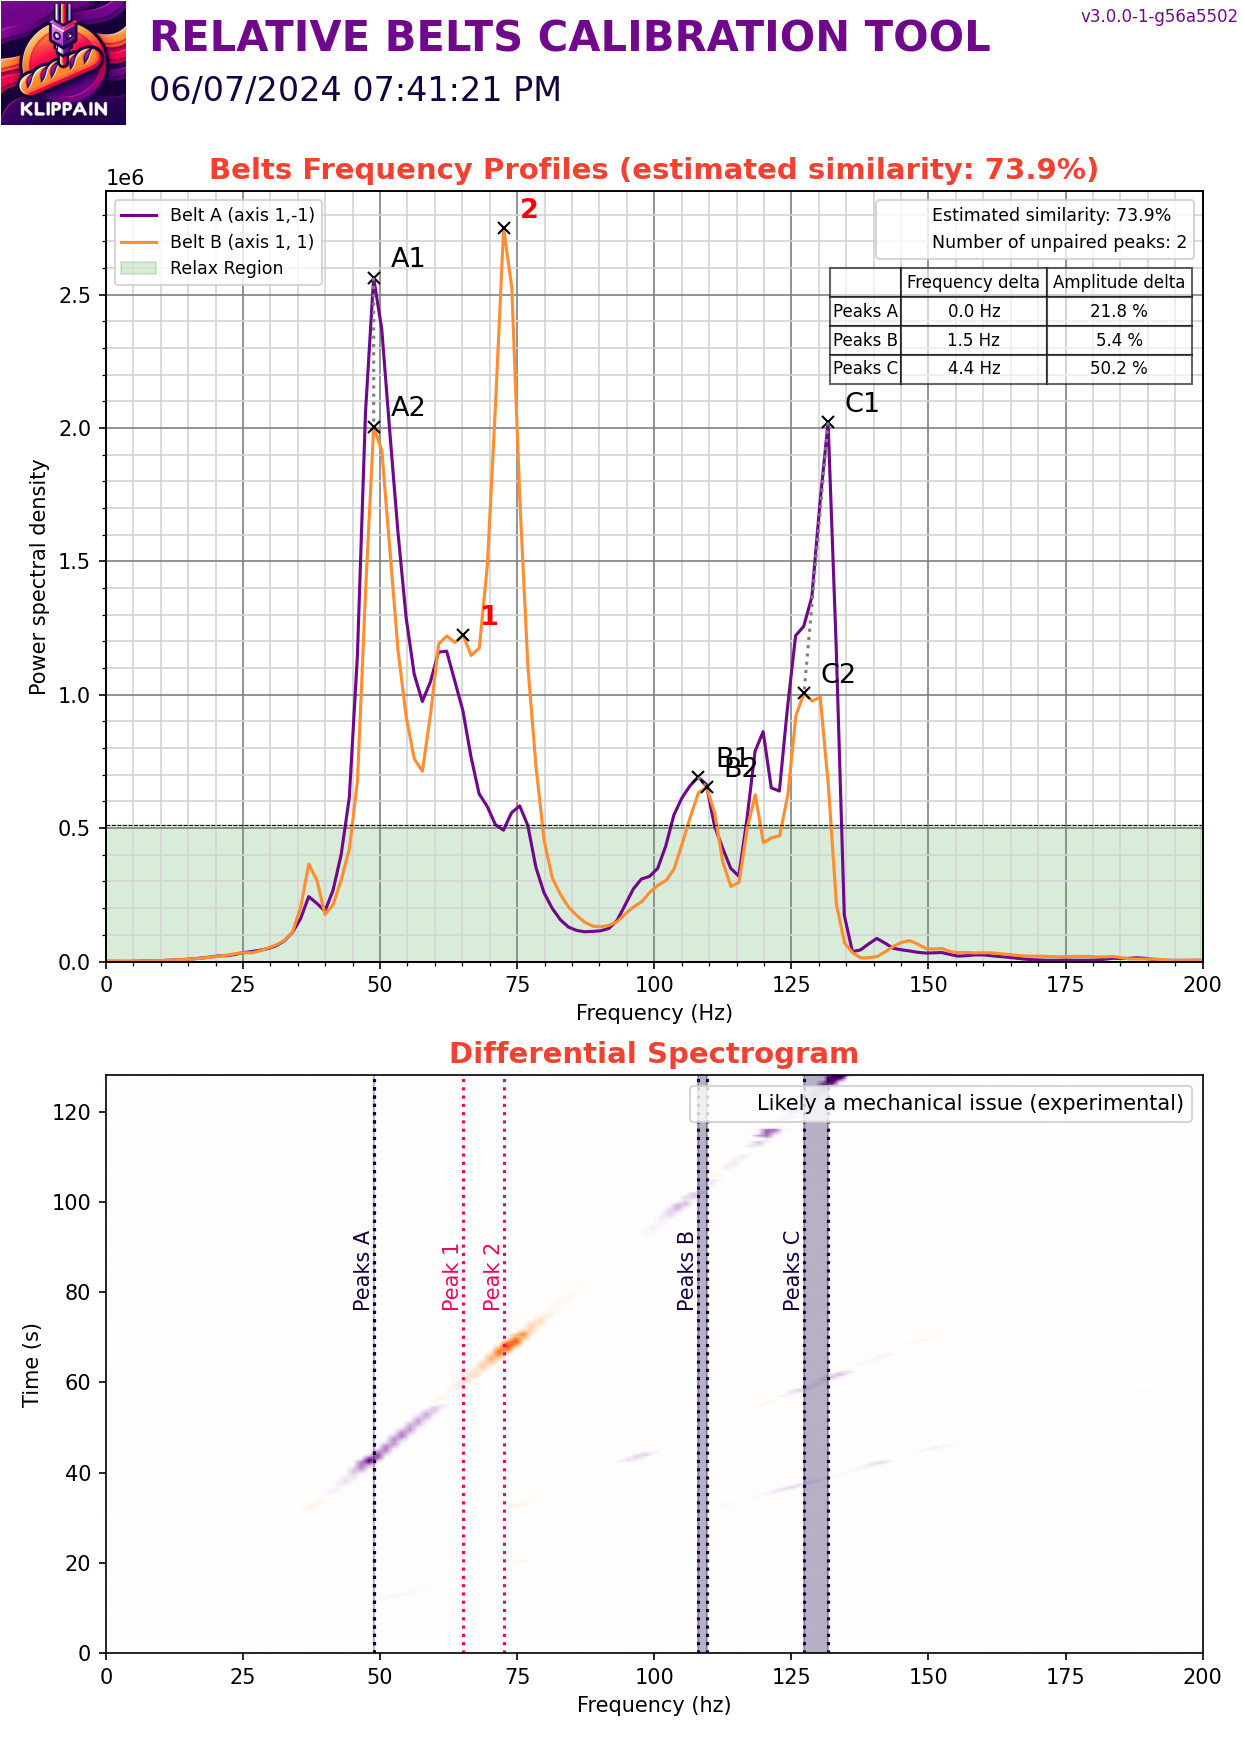 v3.0.0-1-g56a5502
RELATIVE BELTS CALIBRATION TOOL
06/07/2024 07:41:21 PM
KLIPPAIN
Belts Frequency Profiles (estimated similarity: 73.9%)
1e6
Belt A (axis 1,-1)
Belt B (axis 1, 1)
Relax Region
Estimated similarity: 73.9%
Number of unpaired peaks: 2
Frequency delta Amplitude delta
Peaks A 0.0 Hz 21.8 %
Peaks B 1.5 Hz 5.4 %
Peaks C 4.4 Hz 50.2 %
2
A1
A2
C1
1
C2
B1
B2
Power spectral density
2.5
2.0
1.5
1.0
0.5
0.0
0 25 50 75 100 125 150 175 200
Frequency (Hz)
Differential Spectrogram
Likely a mechanical issue (experimental)
Peaks A
Peak 1
Peak 2
Peaks B
Peaks C
Time (s)
120
100
80
60
40
20
0
0 25 50 75 100 125 150 175 200
Frequency (hz)